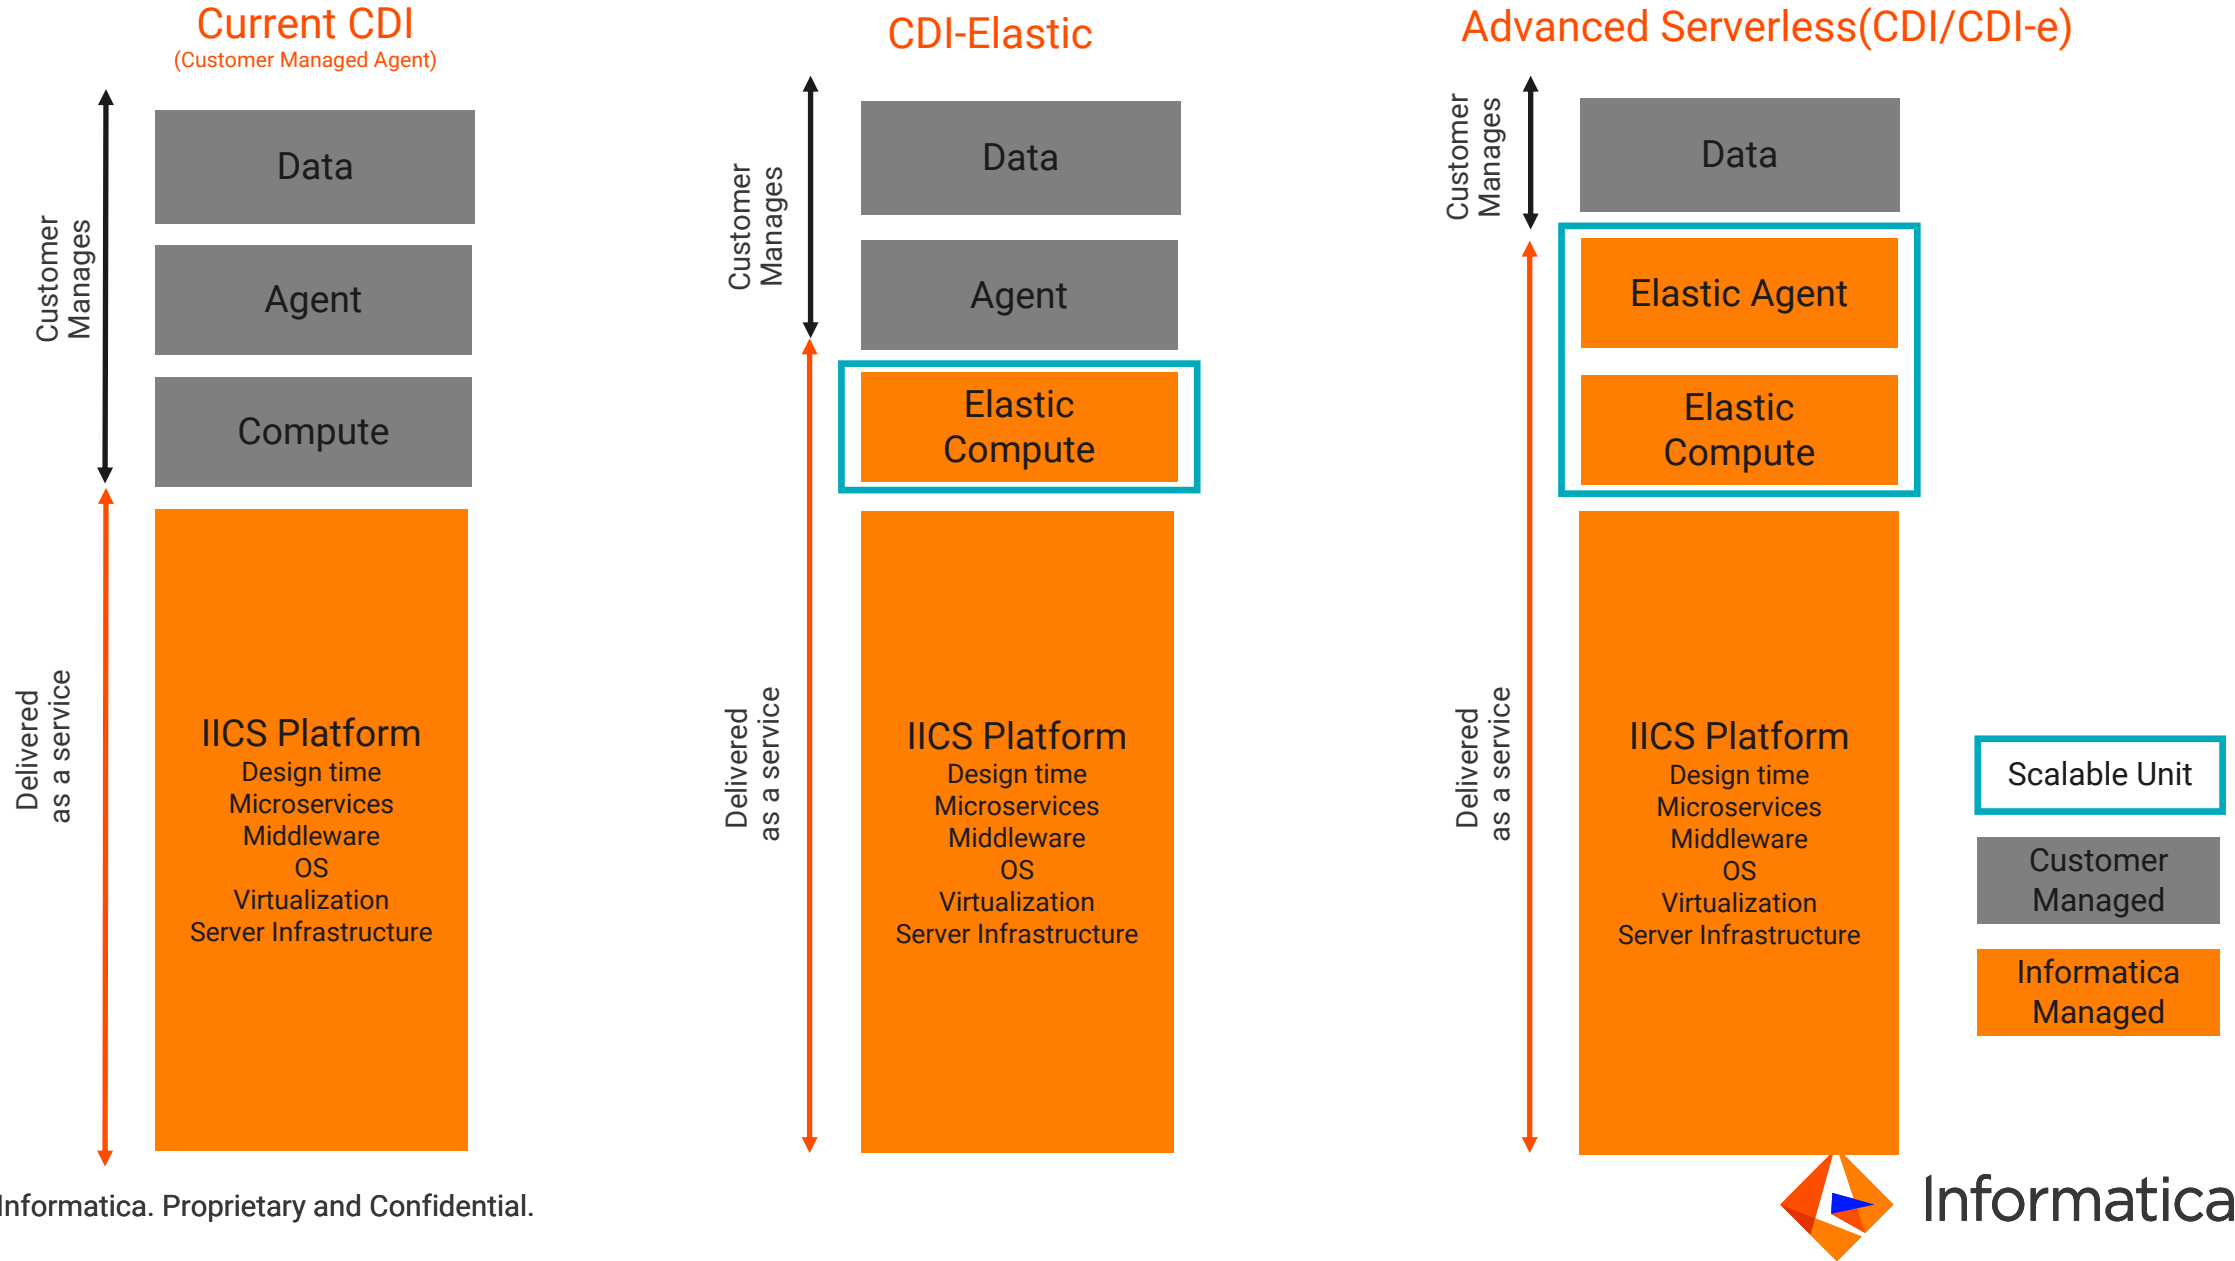 Current CDI
(Customer Managed Agent)
Customer
Manages
Data
Agent
Compute
Delivered
as a service
IICS Platform
Design time
Microservices
Middleware
OS
Virtualization
Server Infrastructure
CDI-Elastic
Customer
Manages
Data
Agent
Elastic
Compute
Delivered
as a service
IICS Platform
Design time
Microservices
Middleware
OS
Virtualization
Server Infrastructure
Advanced Serverless(CDI/CDI-e)
Customer
Manages
Data
Elastic Agent
Elastic
Compute
Delivered
as a service
IICS Platform
Design time
Microservices
Middleware
OS
Virtualization
Server Infrastructure
Scalable Unit
Customer
Managed
Informatica
Managed
Informatica. Proprietary and Confidential.
Informatica